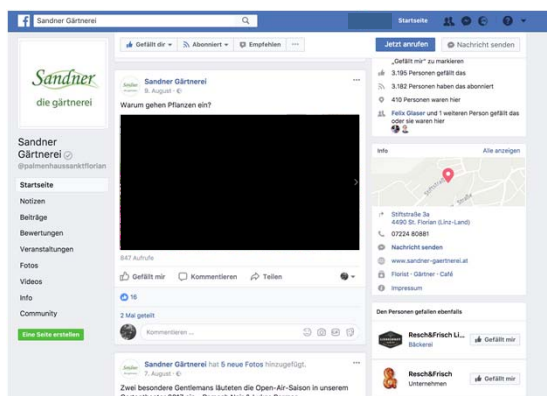 Sandner Gärtnerei
Startseite
Gefällt dir
Abonniert
Empfehlen
Jetzt anrufen
Nachricht senden
Sandner
die gärtnerei
Sandner
Gärtnerei
@palmenhaussanktflorian
Startseite
Notizen
Beiträge
Bewertungen
Veranstaltungen
Fotos
Videos
Info
Community
Eine Seite erstellen
Sandner Gärtnerei
8. August
Warum gehen Pflanzen ein?
847 Aufrufe
Gefällt mir Kommentieren Teilen
16
2 Mal geteilt
Kommentieren ...
Sandner Gärtnerei hat 5 neue Fotos hinzugefügt.
7. August
Zwei besondere Gentlemans läuteten die Open-Air-Saison in unserem
„Gefällt mir" zu markieren
3.195 Personen gefällt das
3.182 Personen haben das abonniert
410 Personen waren hier
Felix Glaser und 1 weiteren Person gefällt das
oder sie waren hier
Info Alle anzeigen
Stiftstraße 3a
4490 St. Florian (Linz-Land)
07224 80881
Nachricht senden
www.sandner-gaertnerei.at
Florist · Gärtner · Café
Impressum
Den Personen gefallen ebenfalls
Resch&Frisch Li...
Bäckerei
Gefällt mir
Resch&Frisch
Unternehmen
Gefällt mir